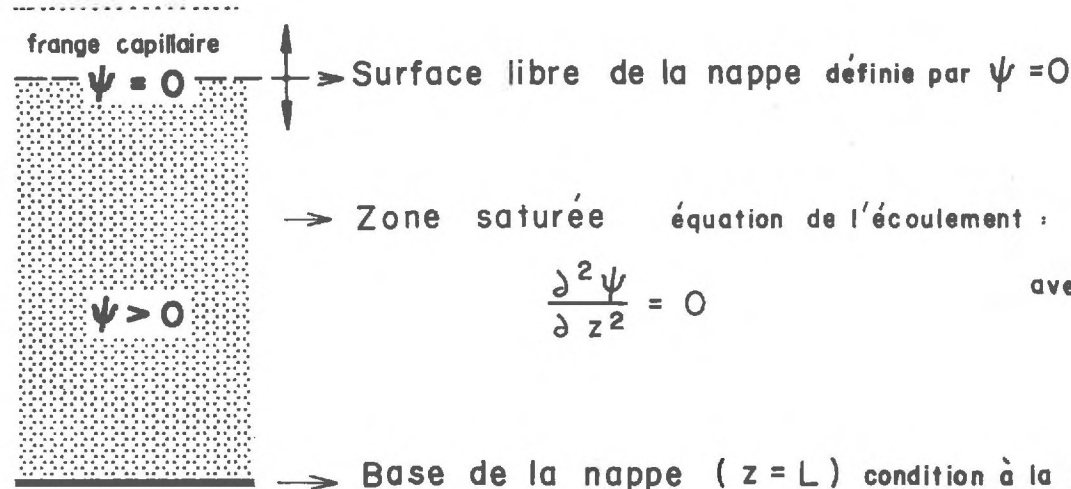 frange capillaire
ψ = 0
Surface libre de la nappe définie par ψ = 0
Zone saturée équation de l'écoulement :
∂²ψ / ∂z² = 0
ψ > 0
Base de la nappe ( z = L ) condition à la